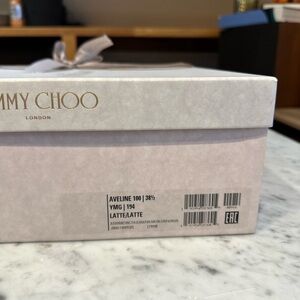 MMY CHOO
LONDON
AVELINE 100 | 38½
YMG | 194
LATTE/LATTE
EAC